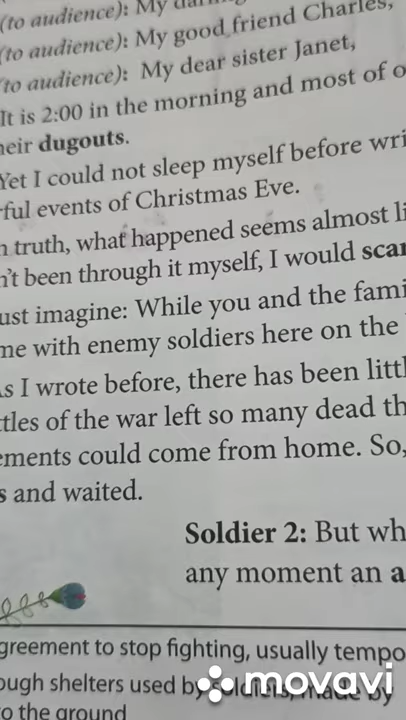 (to audience): My
(to audience): My good friend Charles,
(to audience): My dear sister Janet,
It is 2:00 in the morning and most of o
heir dugouts.
Yet I could not sleep myself before wri
rful events of Christmas Eve.
n truth, what happened seems almost li
n't been through it myself, I would scar
ust imagine: While you and the fami
me with enemy soldiers here on the
As I wrote before, there has been littl
ttles of the war left so many dead th
ements could come from home. So,
s and waited.
Soldier 2: But wh
any moment an a
greement to stop fighting, usually tempo
ough shelters used by soldiers, made by
o the ground
movavi